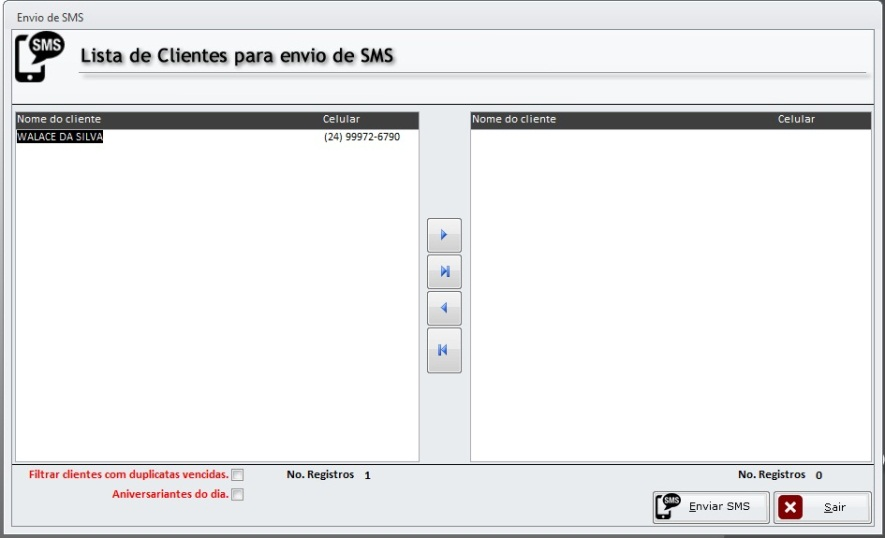 Envio de SMS
SMS
Lista de Clientes para envio de SMS
Nome do cliente Celular
WALACE DA SILVA (24) 99972-6790
Nome do cliente Celular
Filtrar clientes com duplicatas vencidas. No. Registros 1
Aniversariantes do dia.
No. Registros 0
SMS Enviar SMS
Sair